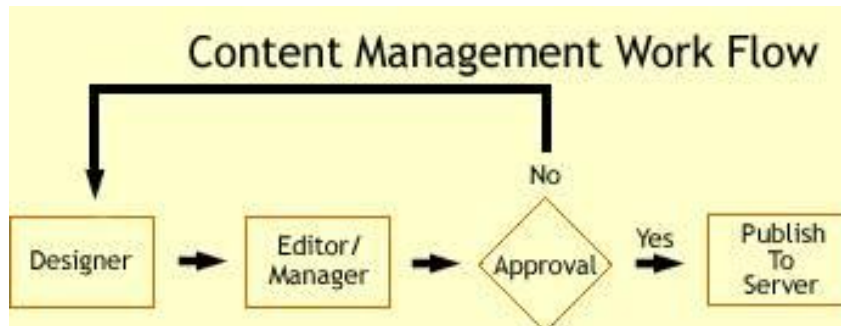 Content Management Work Flow
No
Designer
Editor/
Manager
Approval
Yes
Publish
To
Server